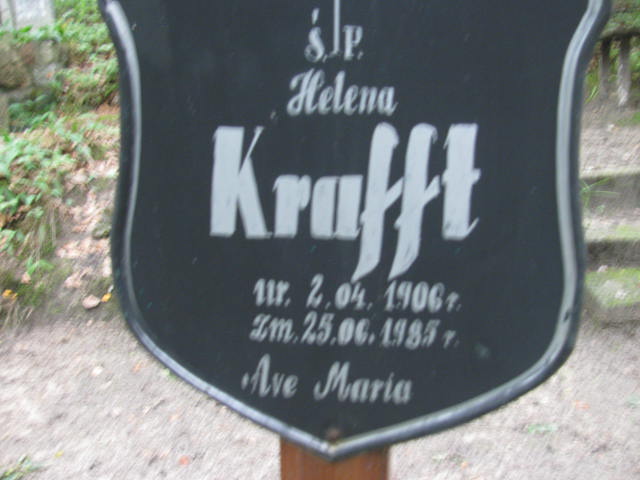 Ś. P.
Helena
Krafft
ur. 2.04.1906 r.
zm. 25.06.1985 r.
Ave Maria